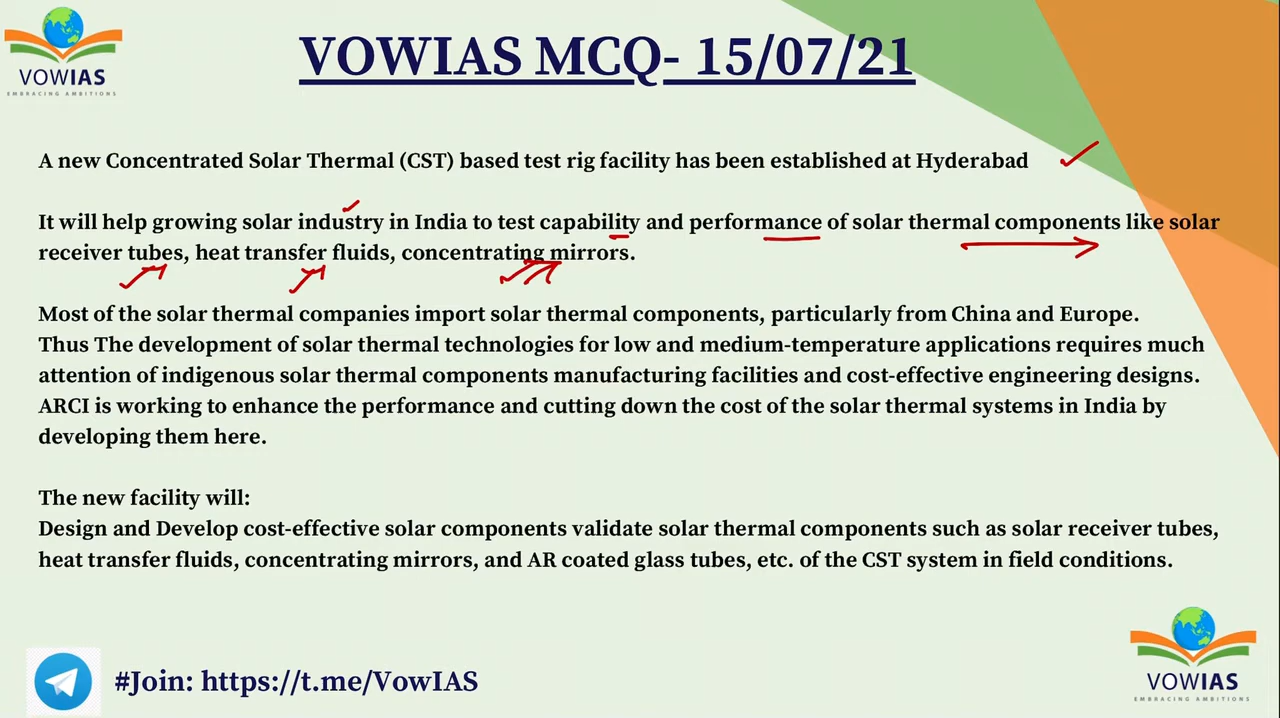 VOWIAS
EMBRACING AMBITIONS
VOWIAS MCQ- 15/07/21
A new Concentrated Solar Thermal (CST) based test rig facility has been established at Hyderabad
It will help growing solar industry in India to test capability and performance of solar thermal components like solar
receiver tubes, heat transfer fluids, concentrating mirrors.
Most of the solar thermal companies import solar thermal components, particularly from China and Europe.
Thus The development of solar thermal technologies for low and medium-temperature applications requires much
attention of indigenous solar thermal components manufacturing facilities and cost-effective engineering designs.
ARCI is working to enhance the performance and cutting down the cost of the solar thermal systems in India by
developing them here.
The new facility will:
Design and Develop cost-effective solar components validate solar thermal components such as solar receiver tubes,
heat transfer fluids, concentrating mirrors, and AR coated glass tubes, etc. of the CST system in field conditions.
#Join: https://t.me/VowIAS
VOWIAS
EMBRACING AMBITIONS